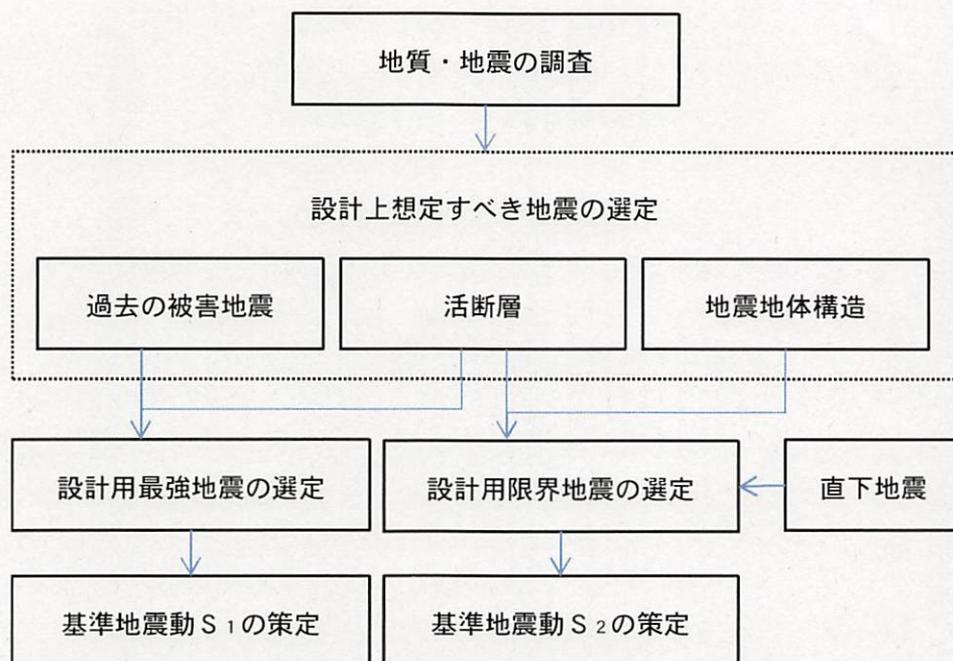 地質・地震の調査
設計上想定すべき地震の選定
過去の被害地震
活断層
地震地体構造
設計用最強地震の選定
設計用限界地震の選定
直下地震
基準地震動S1の策定
基準地震動S2の策定